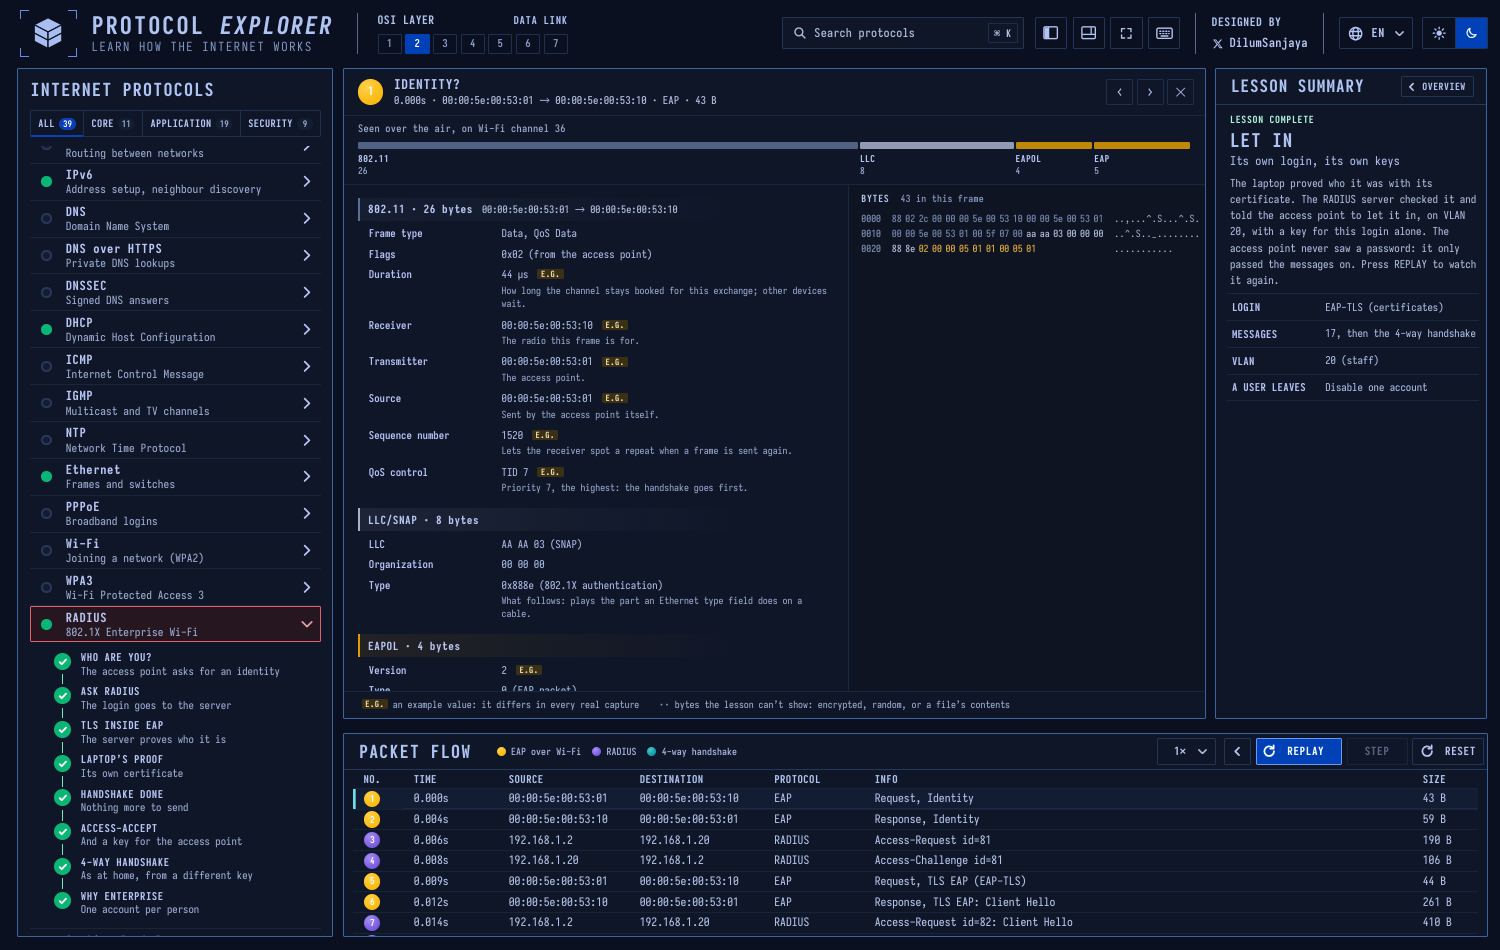 PROTOCOL EXPLORER
LEARN HOW THE INTERNET WORKS
OSI LAYER DATA LINK
1 2 3 4 5 6 7
Search protocols ⌘ K
DESIGNED BY
DilumSanjaya
EN
INTERNET PROTOCOLS
ALL 39 CORE 11 APPLICATION 19 SECURITY 9
Routing between networks
IPv6
Address setup, neighbour discovery
DNS
Domain Name System
DNS over HTTPS
Private DNS lookups
DNSSEC
Signed DNS answers
DHCP
Dynamic Host Configuration
ICMP
Internet Control Message
IGMP
Multicast and TV channels
NTP
Network Time Protocol
Ethernet
Frames and switches
PPPoE
Broadband logins
Wi-Fi
Joining a network (WPA2)
WPA3
Wi-Fi Protected Access 3
RADIUS
802.1X Enterprise Wi-Fi
WHO ARE YOU?
The access point asks for an identity
ASK RADIUS
The login goes to the server
TLS INSIDE EAP
The server proves who it is
LAPTOP'S PROOF
Its own certificate
HANDSHAKE DONE
Nothing more to send
ACCESS-ACCEPT
And a key for the access point
4-WAY HANDSHAKE
As at home, from a different key
WHY ENTERPRISE
One account per person
1 IDENTITY?
0.000s · 00:00:5e:00:53:01 → 00:00:5e:00:53:10 · EAP · 43 B
Seen over the air, on Wi-Fi channel 36
802.11 LLC EAPOL EAP
26 8 4 5
802.11 · 26 bytes 00:00:5e:00:53:01 → 00:00:5e:00:53:10
Frame type Data, QoS Data
Flags 0x02 (from the access point)
Duration 44 µs E.G.
How long the channel stays booked for this exchange; other devices
wait.
Receiver 00:00:5e:00:53:10 E.G.
The radio this frame is for.
Transmitter 00:00:5e:00:53:01 E.G.
The access point.
Source 00:00:5e:00:53:01 E.G.
Sent by the access point itself.
Sequence number 1520 E.G.
Lets the receiver spot a repeat when a frame is sent again.
QoS control TID 7 E.G.
Priority 7, the highest: the handshake goes first.
LLC/SNAP · 8 bytes
LLC AA AA 03 (SNAP)
Organization 00 00 00
Type 0x888e (802.1X authentication)
What follows: plays the part an Ethernet type field does on a
cable.
EAPOL · 4 bytes
Version 2 E.G.
Type 0 (EAP packet)
BYTES 43 in this frame
0000 88 02 2c 00 00 00 5e 00 53 10 00 00 5e 00 53 01 ..,...^.S...^.S.
0010 00 00 5e 00 53 01 00 5f 07 00 aa aa 03 00 00 00 ..^.S.._........
0020 88 8e 02 00 00 05 01 01 00 05 01 ...........
E.G. an example value: it differs in every real capture ·· bytes the lesson can't show: encrypted, random, or a file's contents
LESSON SUMMARY OVERVIEW
LESSON COMPLETE
LET IN
Its own login, its own keys
The laptop proved who it was with its
certificate. The RADIUS server checked it and
told the access point to let it in, on VLAN
20, with a key for this login alone. The
access point never saw a password: it only
passed the messages on. Press REPLAY to watch
it again.
LOGIN EAP-TLS (certificates)
MESSAGES 17, then the 4-way handshake
VLAN 20 (staff)
A USER LEAVES Disable one account
PACKET FLOW EAP over Wi-Fi RADIUS 4-way handshake 1× REPLAY STEP RESET
NO. TIME SOURCE DESTINATION PROTOCOL INFO SIZE
1 0.000s 00:00:5e:00:53:01 00:00:5e:00:53:10 EAP Request, Identity 43 B
2 0.004s 00:00:5e:00:53:10 00:00:5e:00:53:01 EAP Response, Identity 59 B
3 0.006s 192.168.1.2 192.168.1.20 RADIUS Access-Request id=81 190 B
4 0.008s 192.168.1.20 192.168.1.2 RADIUS Access-Challenge id=81 106 B
5 0.009s 00:00:5e:00:53:01 00:00:5e:00:53:10 EAP Request, TLS EAP (EAP-TLS) 44 B
6 0.012s 00:00:5e:00:53:10 00:00:5e:00:53:01 EAP Response, TLS EAP: Client Hello 261 B
7 0.014s 192.168.1.2 192.168.1.20 RADIUS Access-Request id=82: Client Hello 410 B